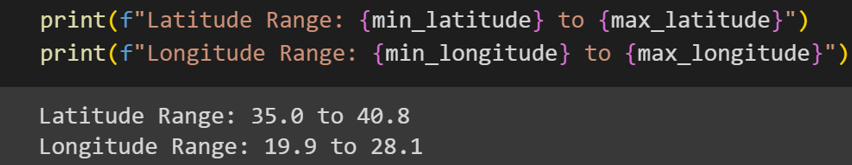 print(f"Latitude Range: {min_latitude} to {max_latitude}")
print(f"Longitude Range: {min_longitude} to {max_longitude}")
Latitude Range: 35.0 to 40.8
Longitude Range: 19.9 to 28.1